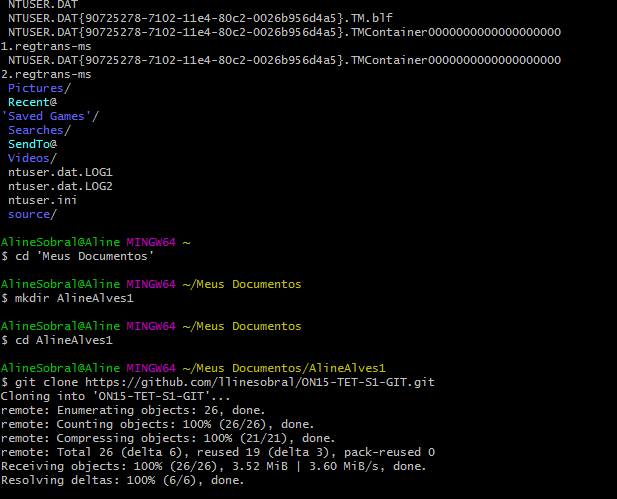 NTUSER.DAT
NTUSER.DAT{90725278-7102-11e4-80c2-0026b956d4a5}.TM.blf
NTUSER.DAT{90725278-7102-11e4-80c2-0026b956d4a5}.TMContainer0000000000000000000
1.regtrans-ms
NTUSER.DAT{90725278-7102-11e4-80c2-0026b956d4a5}.TMContainer0000000000000000000
2.regtrans-ms
Pictures/
Recent@
'Saved Games'/
Searches/
SendTo@
Videos/
ntuser.dat.LOG1
ntuser.dat.LOG2
ntuser.ini
source/
AlineSobral@Aline MINGW64 ~
$ cd 'Meus Documentos'
AlineSobral@Aline MINGW64 ~/Meus Documentos
$ mkdir AlineAlves1
AlineSobral@Aline MINGW64 ~/Meus Documentos
$ cd AlineAlves1
AlineSobral@Aline MINGW64 ~/Meus Documentos/AlineAlves1
$ git clone https://github.com/llinesobral/ON15-TET-S1-GIT.git
Cloning into 'ON15-TET-S1-GIT'...
remote: Enumerating objects: 26, done.
remote: Counting objects: 100% (26/26), done.
remote: Compressing objects: 100% (21/21), done.
remote: Total 26 (delta 6), reused 19 (delta 3), pack-reused 0
Receiving objects: 100% (26/26), 3.52 MiB | 3.60 MiB/s, done.
Resolving deltas: 100% (6/6), done.